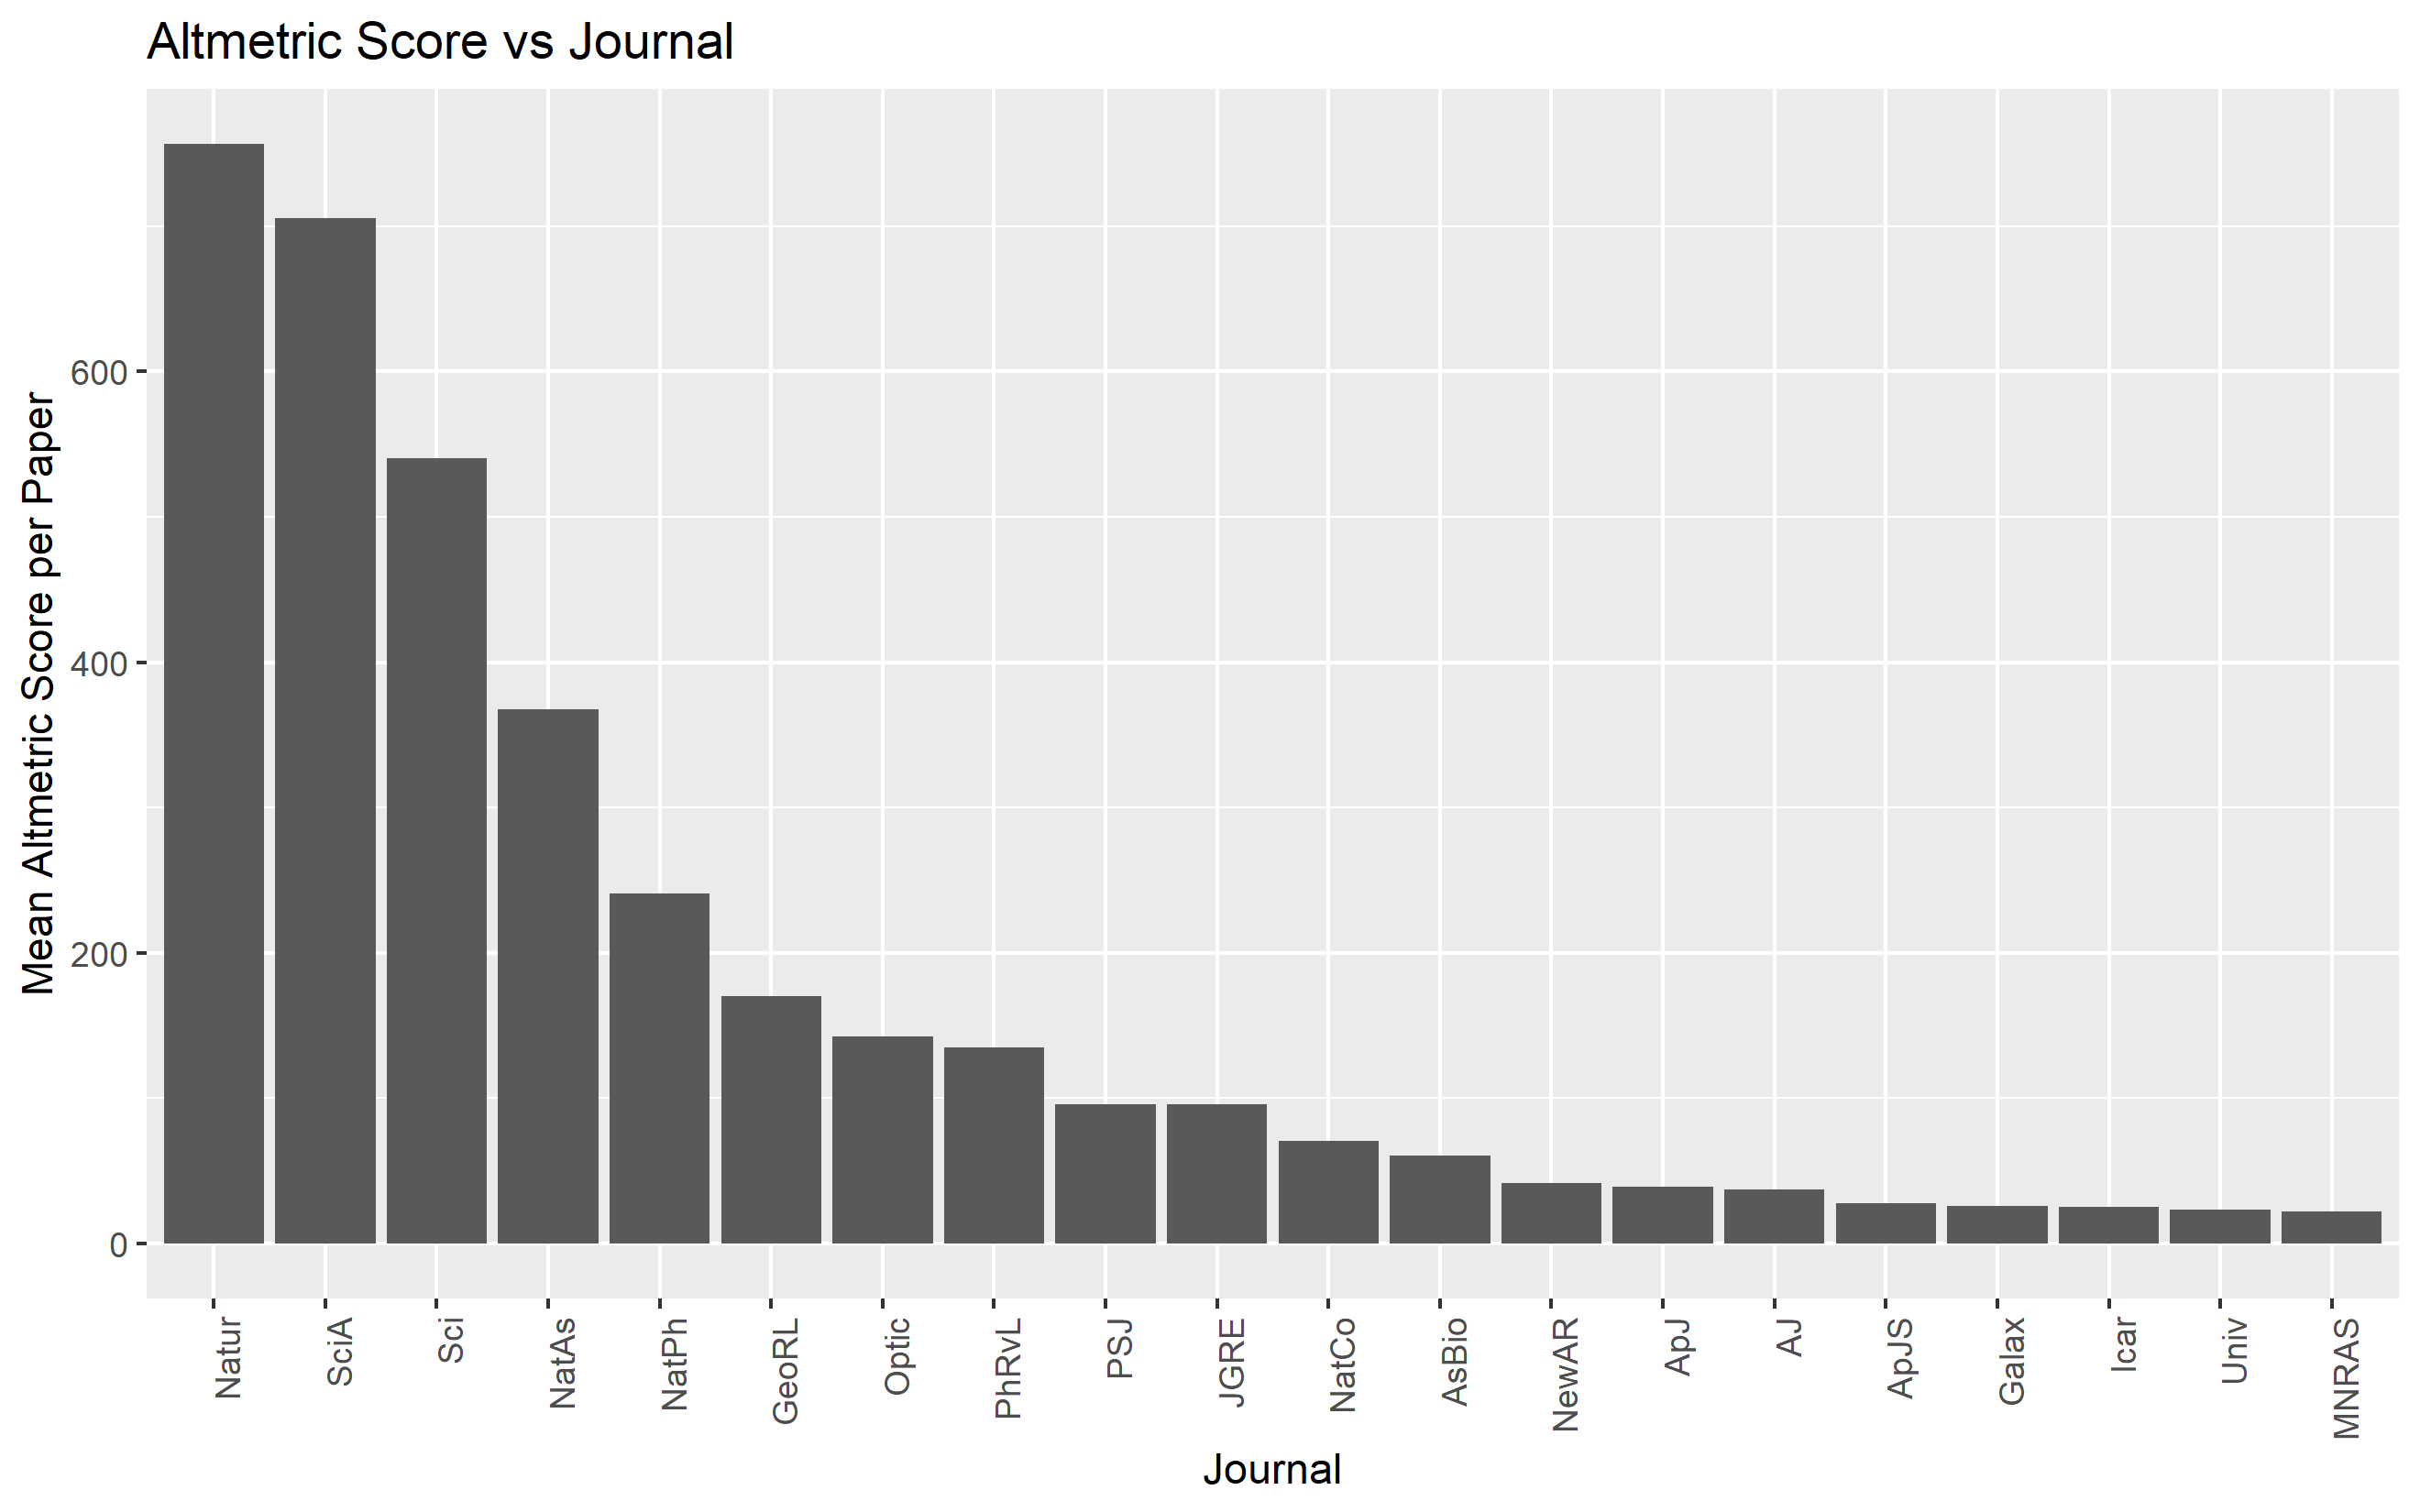 Altmetric Score vs Journal
Mean Altmetric Score per Paper
600
400
200
0
Natur
SciA
Sci
NatAs
NatPh
GeoRL
Optic
PhRvL
PSJ
JGRE
NatCo
AsBio
NewAR
ApJ
AJ
ApJS
Galax
Icar
Univ
MNRAS
Journal